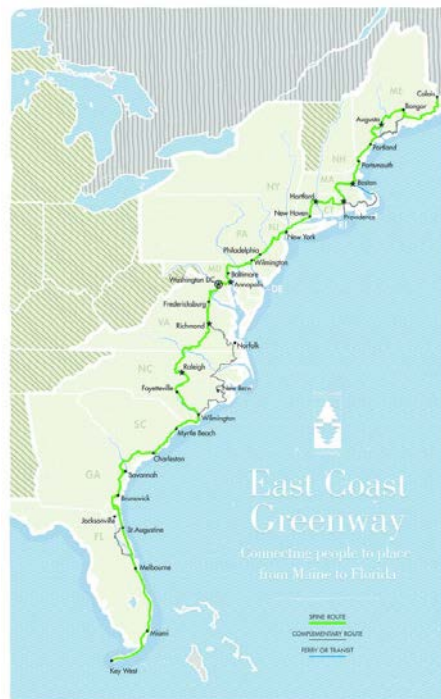 Calais
ME
Bangor
Augusta
Portland
NH
Portsmouth
Boston
MA
NY
Hartford
CT
RI
Providence
New Haven
PA
NJ
New York
Philadelphia
Wilmington
MD
Baltimore
Washington DC
Annapolis
DE
Fredericksburg
VA
Richmond
Norfolk
NC
Raleigh
New Bern
Fayetteville
Wilmington
SC
Myrtle Beach
Charleston
GA
Savannah
Brunswick
Jacksonville
FL
St Augustine
Melbourne
Miami
Key West
East Coast
Greenway
Connecting people to place
from Maine to Florida
SPINE ROUTE
COMPLEMENTARY ROUTE
FERRY OR TRANSIT